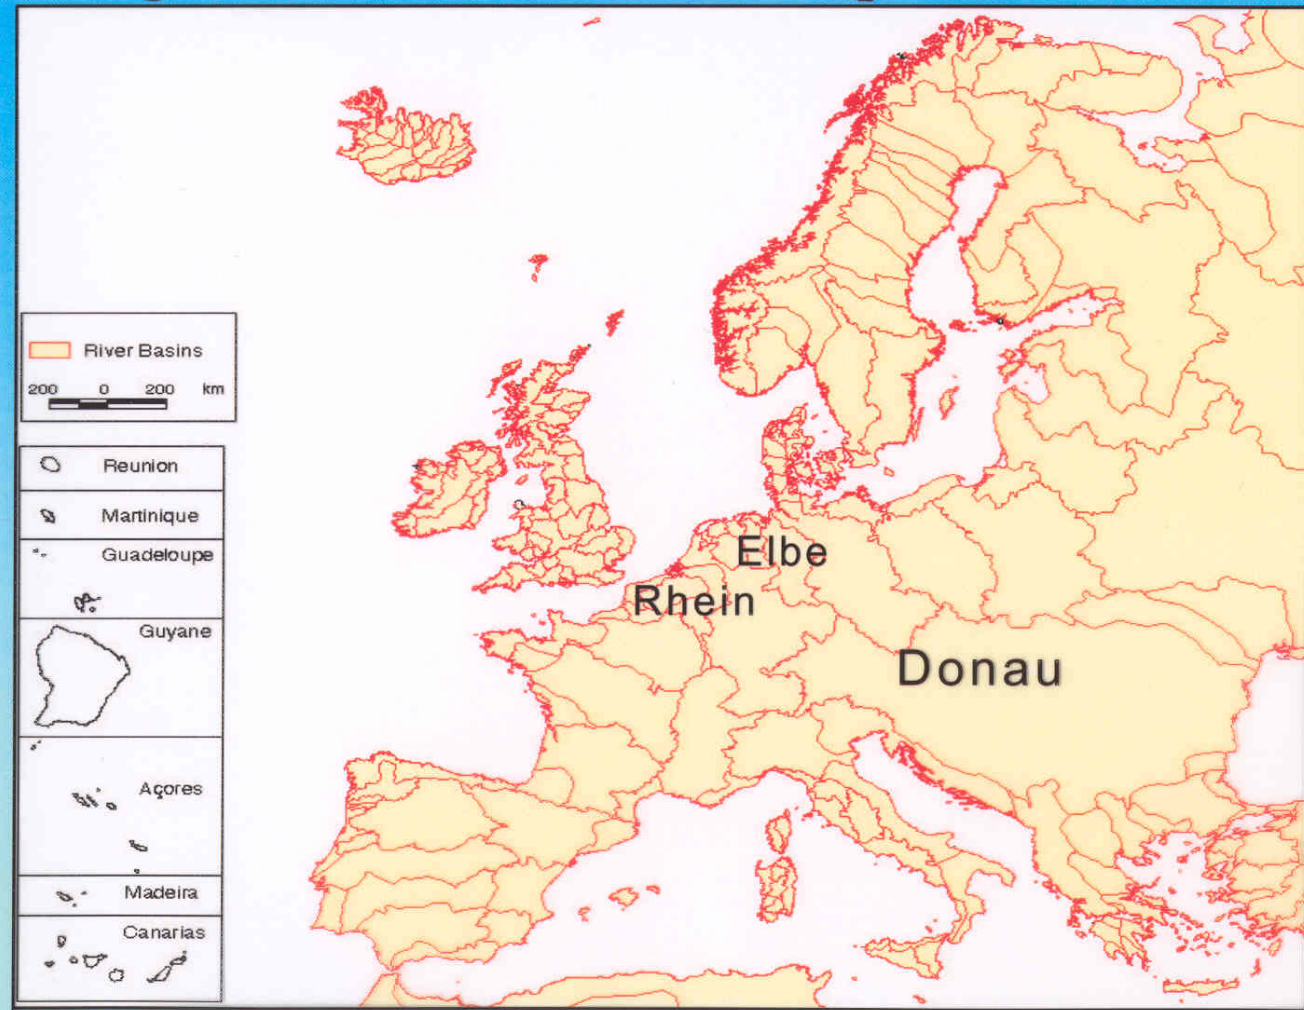 River Basins
200 0 200 km
Reunion
Martinique
Guadeloupe
Guyane
Açores
Madeira
Canarias
Elbe
Rhein
Donau